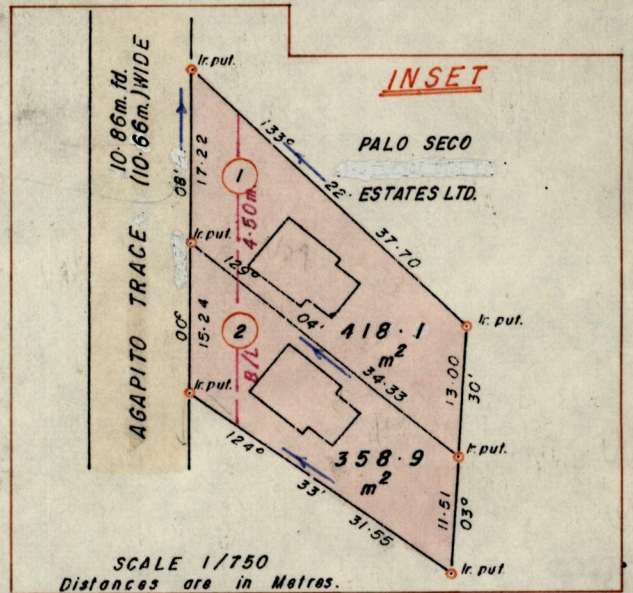 INSET
PALO SECO
ESTATES LTD.
AGAPITO TRACE
10·86m. fd.
(10·66m.) WIDE
Ir. put.
133° 22' 37·70
00° 08'
17·22
1
4·50m.
B/L
Ir. put.
129° 04' 34·33
418·1
m²
Ir. put.
13·00
30'
15·24
2
358·9
m²
Ir. put.
Ir. put.
11·51
03°
124° 33' 31·55
Ir. put.
SCALE 1/750
Distances are in Metres.